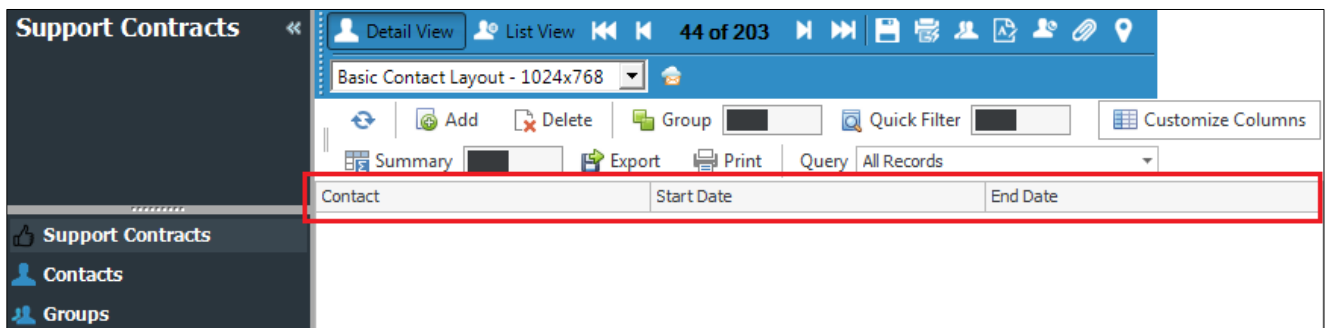 Support Contracts «
Detail View List View 44 of 203
Basic Contact Layout - 1024x768
Add Delete Group Quick Filter Customize Columns
Summary Export Print Query All Records
Contact Start Date End Date
Support Contracts
Contacts
Groups